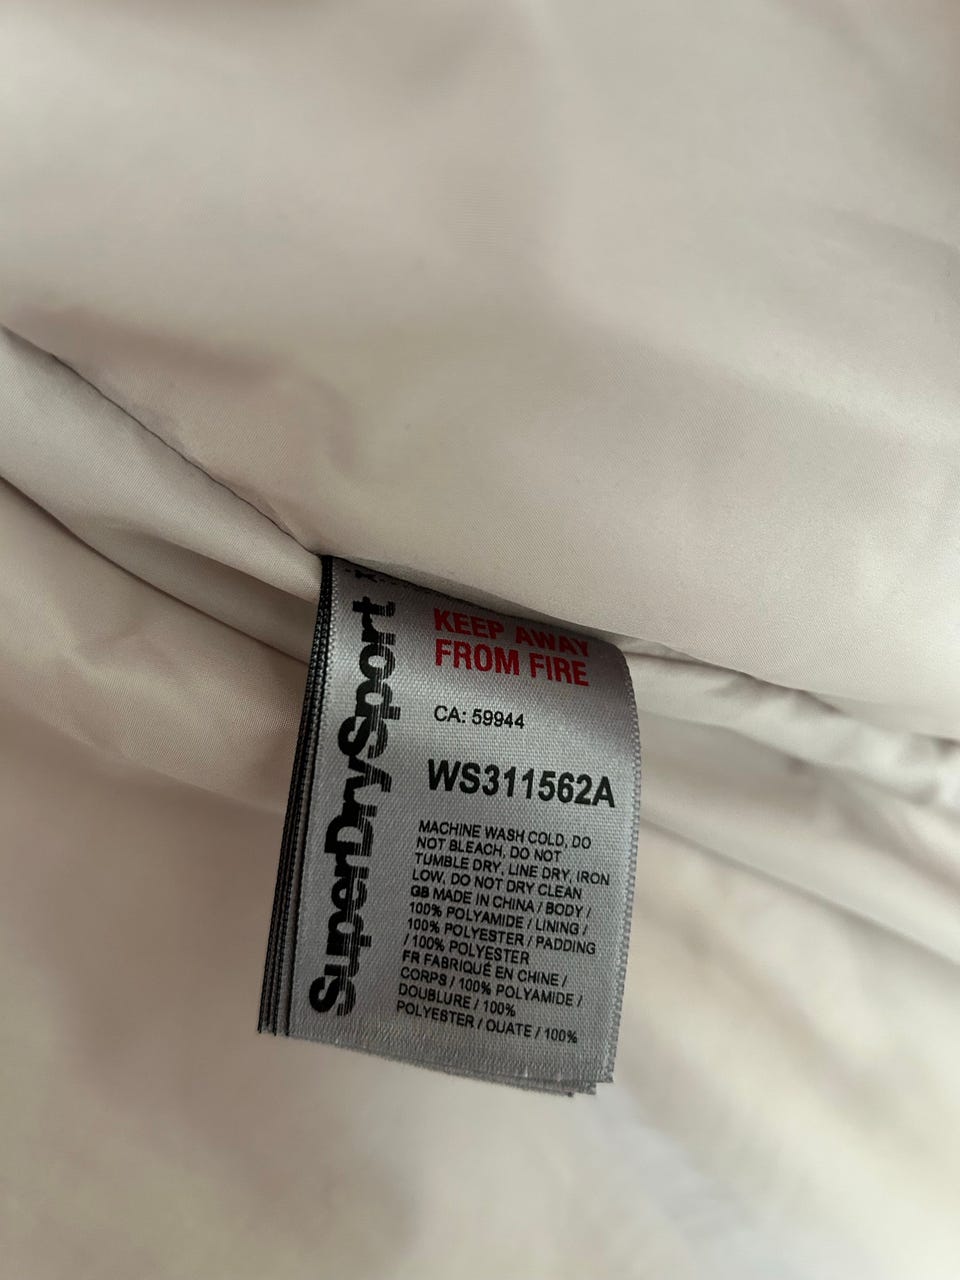 SuperDrySport
KEEP AWAY
FROM FIRE
CA: 59944
WS311562A
MACHINE WASH COLD, DO
NOT BLEACH, DO NOT
TUMBLE DRY, LINE DRY, IRON
LOW, DO NOT DRY CLEAN
GB MADE IN CHINA / BODY /
100% POLYAMIDE / LINING /
100% POLYESTER / PADDING
/ 100% POLYESTER
FR FABRIQUÉ EN CHINE /
CORPS / 100% POLYAMIDE /
DOUBLURE / 100%
POLYESTER / OUATE / 100%